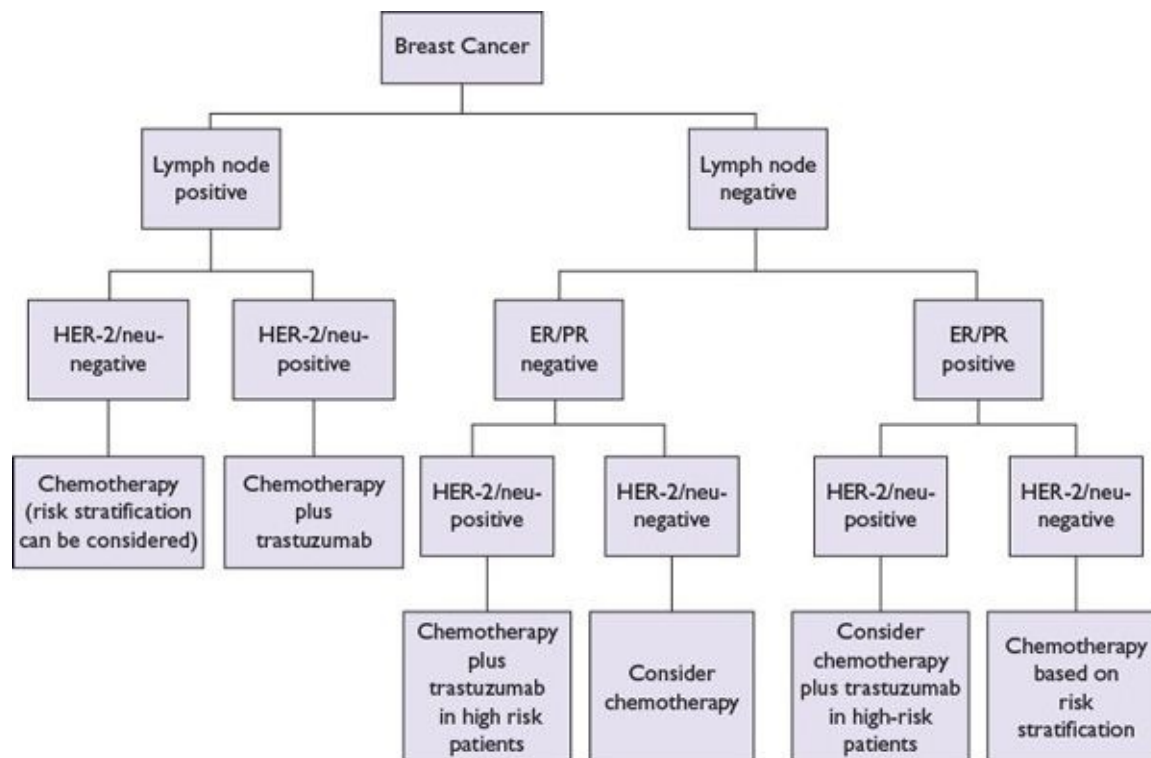 Breast Cancer
Lymph node
positive
Lymph node
negative
HER-2/neu-
negative
HER-2/neu-
positive
ER/PR
negative
ER/PR
positive
Chemotherapy
(risk stratification
can be considered)
Chemotherapy
plus
trastuzumab
HER-2/neu-
positive
HER-2/neu-
negative
HER-2/neu-
positive
HER-2/neu-
negative
Chemotherapy
plus
trastuzumab
in high risk
patients
Consider
chemotherapy
Consider
chemotherapy
plus trastuzumab
in high-risk
patients
Chemotherapy
based on
risk
stratification